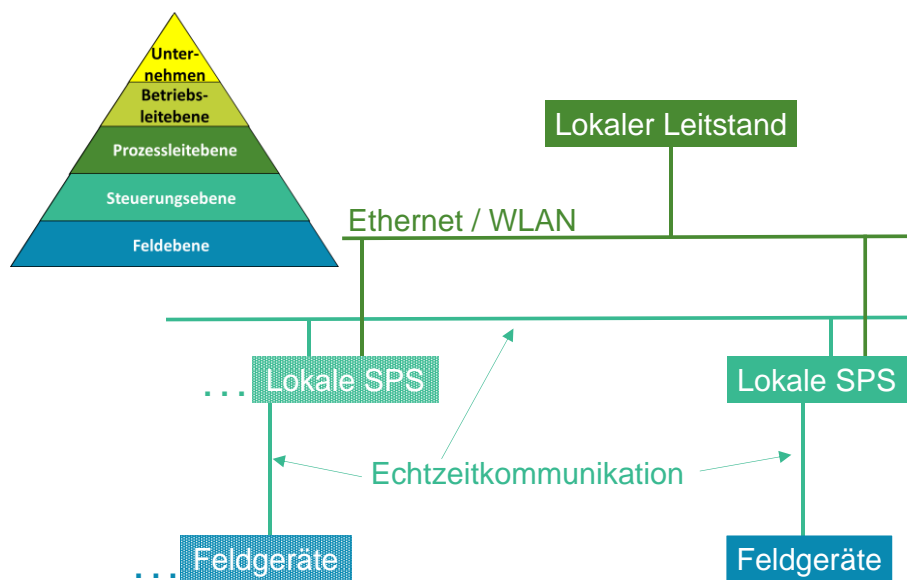 Unter-
nehmen
Betriebs-
leitebene
Prozessleitebene
Steuerungsebene
Feldebene
Lokaler Leitstand
Ethernet / WLAN
... Lokale SPS
Lokale SPS
Echtzeitkommunikation
... Feldgeräte
Feldgeräte